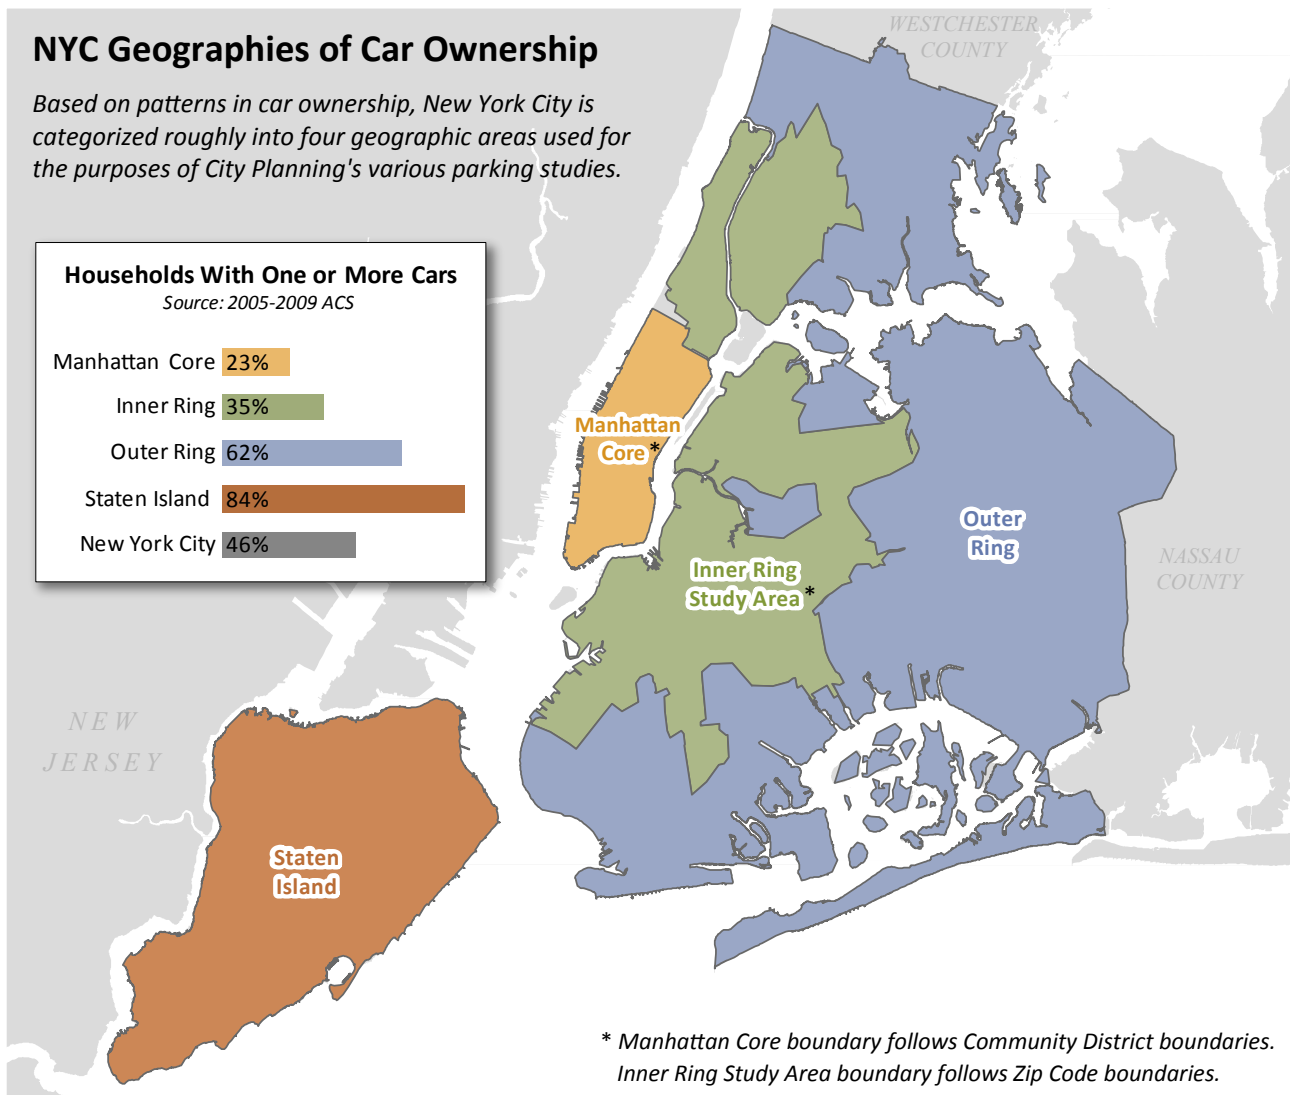 NYC Geographies of Car Ownership
Based on patterns in car ownership, New York City is
categorized roughly into four geographic areas used for
the purposes of City Planning's various parking studies.
WESTCHESTER
COUNTY
Households With One or More Cars
Source: 2005-2009 ACS
Manhattan Core 23%
Inner Ring 35%
Outer Ring 62%
Staten Island 84%
New York City 46%
Manhattan
Core *
Outer
Ring
Inner Ring
Study Area *
NASSAU
COUNTY
NEW
JERSEY
Staten
Island
* Manhattan Core boundary follows Community District boundaries.
Inner Ring Study Area boundary follows Zip Code boundaries.